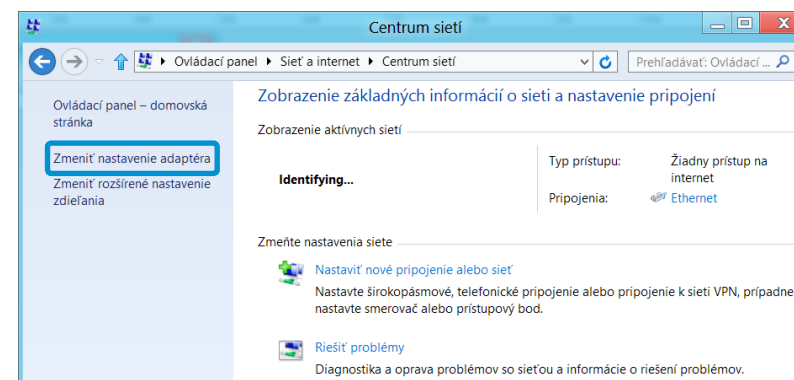 Centrum sietí
Ovládací panel Sieť a internet Centrum sietí
Prehľadávať: Ovládací ...
Ovládací panel – domovská
stránka
Zmeniť nastavenie adaptéra
Zmeniť rozšírené nastavenie
zdieľania
Zobrazenie základných informácií o sieti a nastavenie pripojení
Zobrazenie aktívnych sietí
Identifying...
Typ prístupu: Žiadny prístup na
internet
Pripojenia: Ethernet
Zmeňte nastavenia siete
Nastaviť nové pripojenie alebo sieť
Nastavte širokopásmové, telefonické pripojenie alebo pripojenie k sieti VPN, prípadne
nastavte smerovač alebo prístupový bod.
Riešiť problémy
Diagnostika a oprava problémov so sieťou a informácie o riešení problémov.